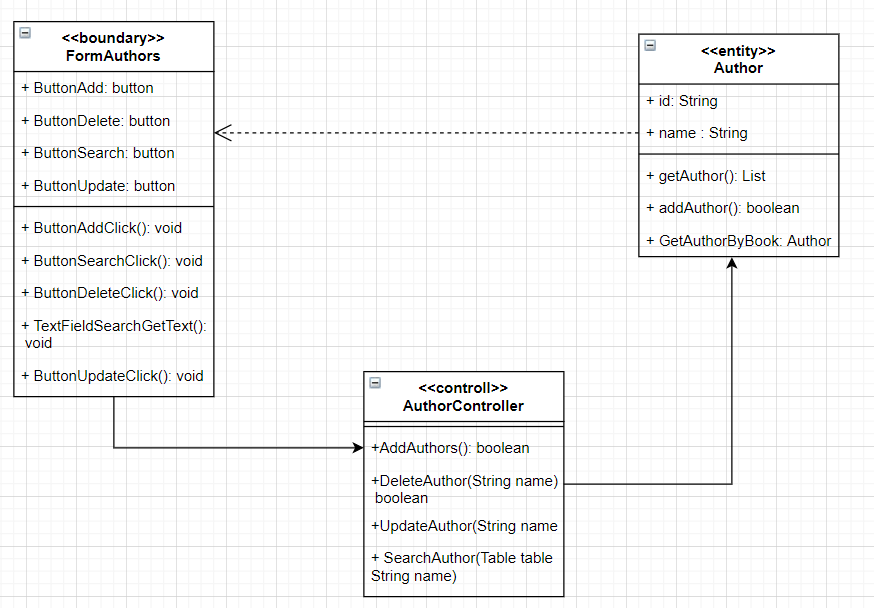 <<boundary>>
FormAuthors
+ ButtonAdd: button
+ ButtonDelete: button
+ ButtonSearch: button
+ ButtonUpdate: button
+ ButtonAddClick(): void
+ ButtonSearchClick(): void
+ ButtonDeleteClick(): void
+ TextFieldSearchGetText():
void
+ ButtonUpdateClick(): void
<<entity>>
Author
+ id: String
+ name : String
+ getAuthor(): List
+ addAuthor(): boolean
+ GetAuthorByBook: Author
<<controll>>
AuthorController
+AddAuthors(): boolean
+DeleteAuthor(String name)
boolean
+UpdateAuthor(String name
+ SearchAuthor(Table table
String name)